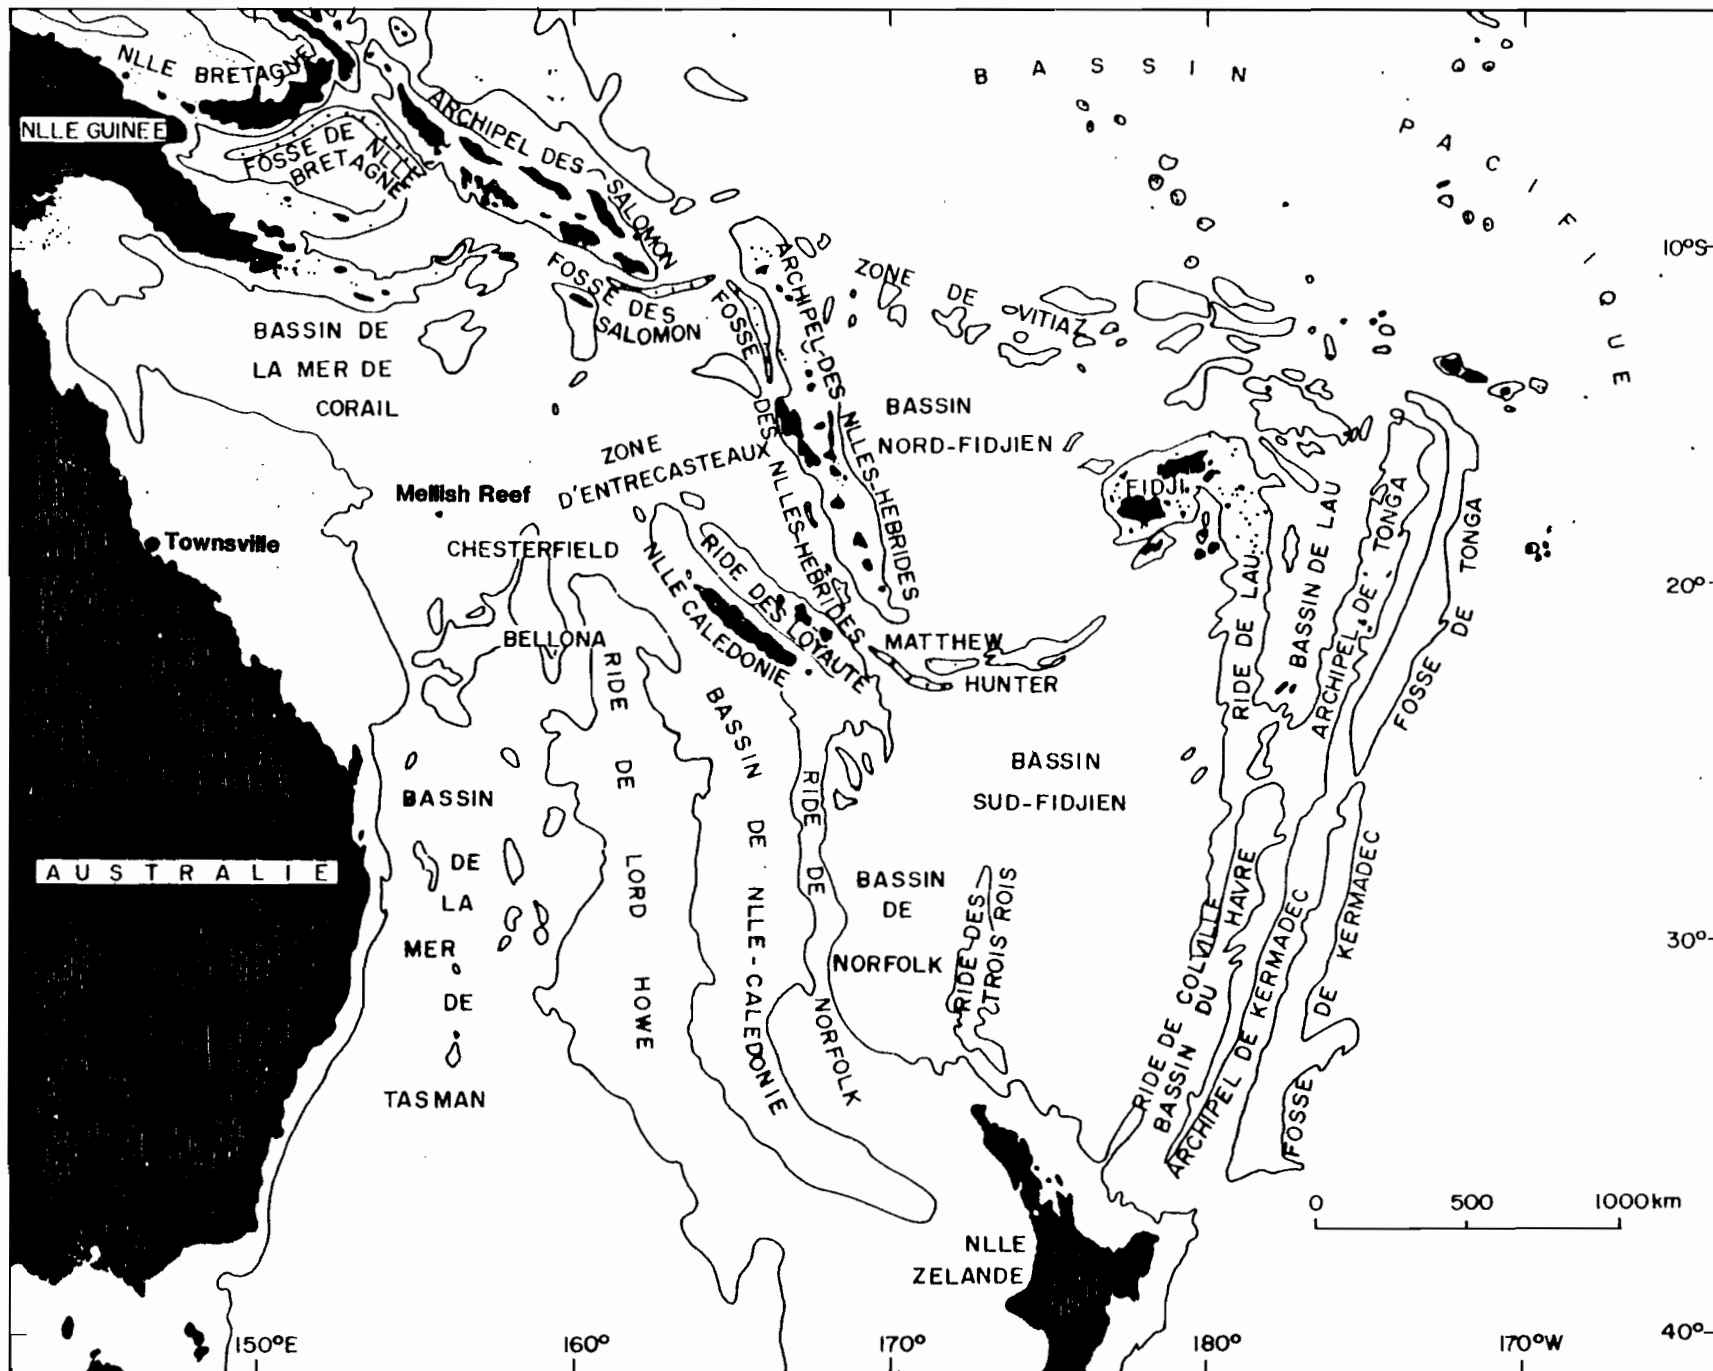 BASSIN
PACIFIQUE
NLLE BRETAGNE
NLLE GUINEE
FOSSE DE NLLE
BRETAGNE
ARCHIPEL DES SALOMON
FOSSE DES
SALOMON
10°S
ARCHIPEL-DES NLLES-HEBRIDES
FOSSE DES NLLES-HEBRIDES
ZONE DE VITIAZ
BASSIN DE
LA MER DE
CORAIL
BASSIN
NORD-FIDJIEN
ZONE
D'ENTRECASTEAUX
Mellish Reef
Townsville
FIDJI
CHESTERFIELD
BELLONA
NLLE CALEDONIE
RIDE DES LOYAUTE
MATTHEW
HUNTER
20°
RIDE DE LAU
BASSIN DE LAU
ARCHIPEL DE TONGA
FOSSE DE TONGA
RIDE DE LORD HOWE
BASSIN DE NLLE-CALEDONIE
RIDE DE NORFOLK
BASSIN
SUD-FIDJIEN
BASSIN
DE
LA
MER
DE
TASMAN
AUSTRALIE
BASSIN
DE
NORFOLK
RIDE-DES
TROIS ROIS
RIDE DE COLVILLE
BASSIN DU HAVRE
ARCHIPEL DE KERMADEC
FOSSE DE KERMADEC
30°
0 500 1000km
NLLE
ZELANDE
150°E 160° 170° 180° 170°W
40°